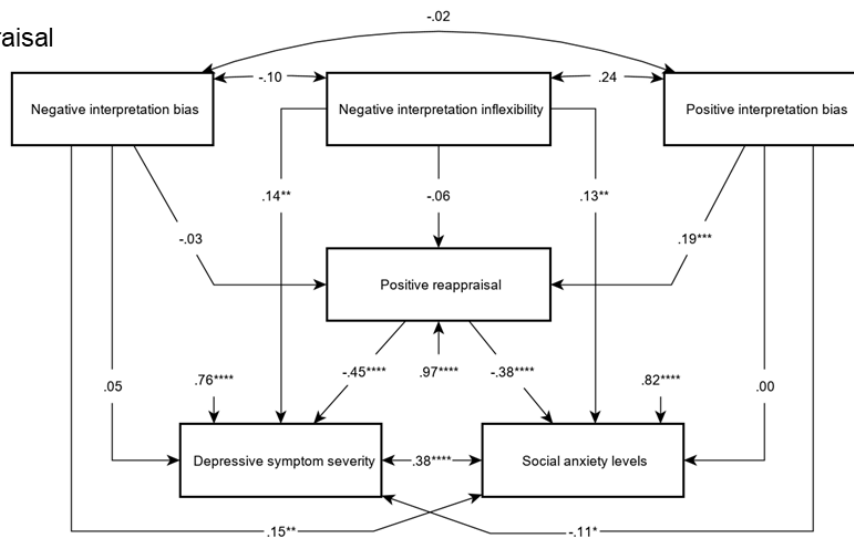 -.02
raisal
-.10
.24
Negative interpretation bias
Negative interpretation inflexibility
Positive interpretation bias
.14**
-.06
.13**
-.03
.19***
Positive reappraisal
.76****
-.45****
.97****
-.38****
.82****
.05
.00
Depressive symptom severity
.38****
Social anxiety levels
.15**
-.11*